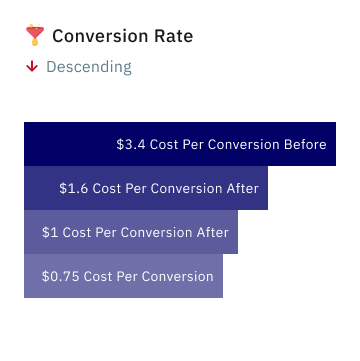 Conversion Rate
Descending
$3.4 Cost Per Conversion Before
$1.6 Cost Per Conversion After
$1 Cost Per Conversion After
$0.75 Cost Per Conversion